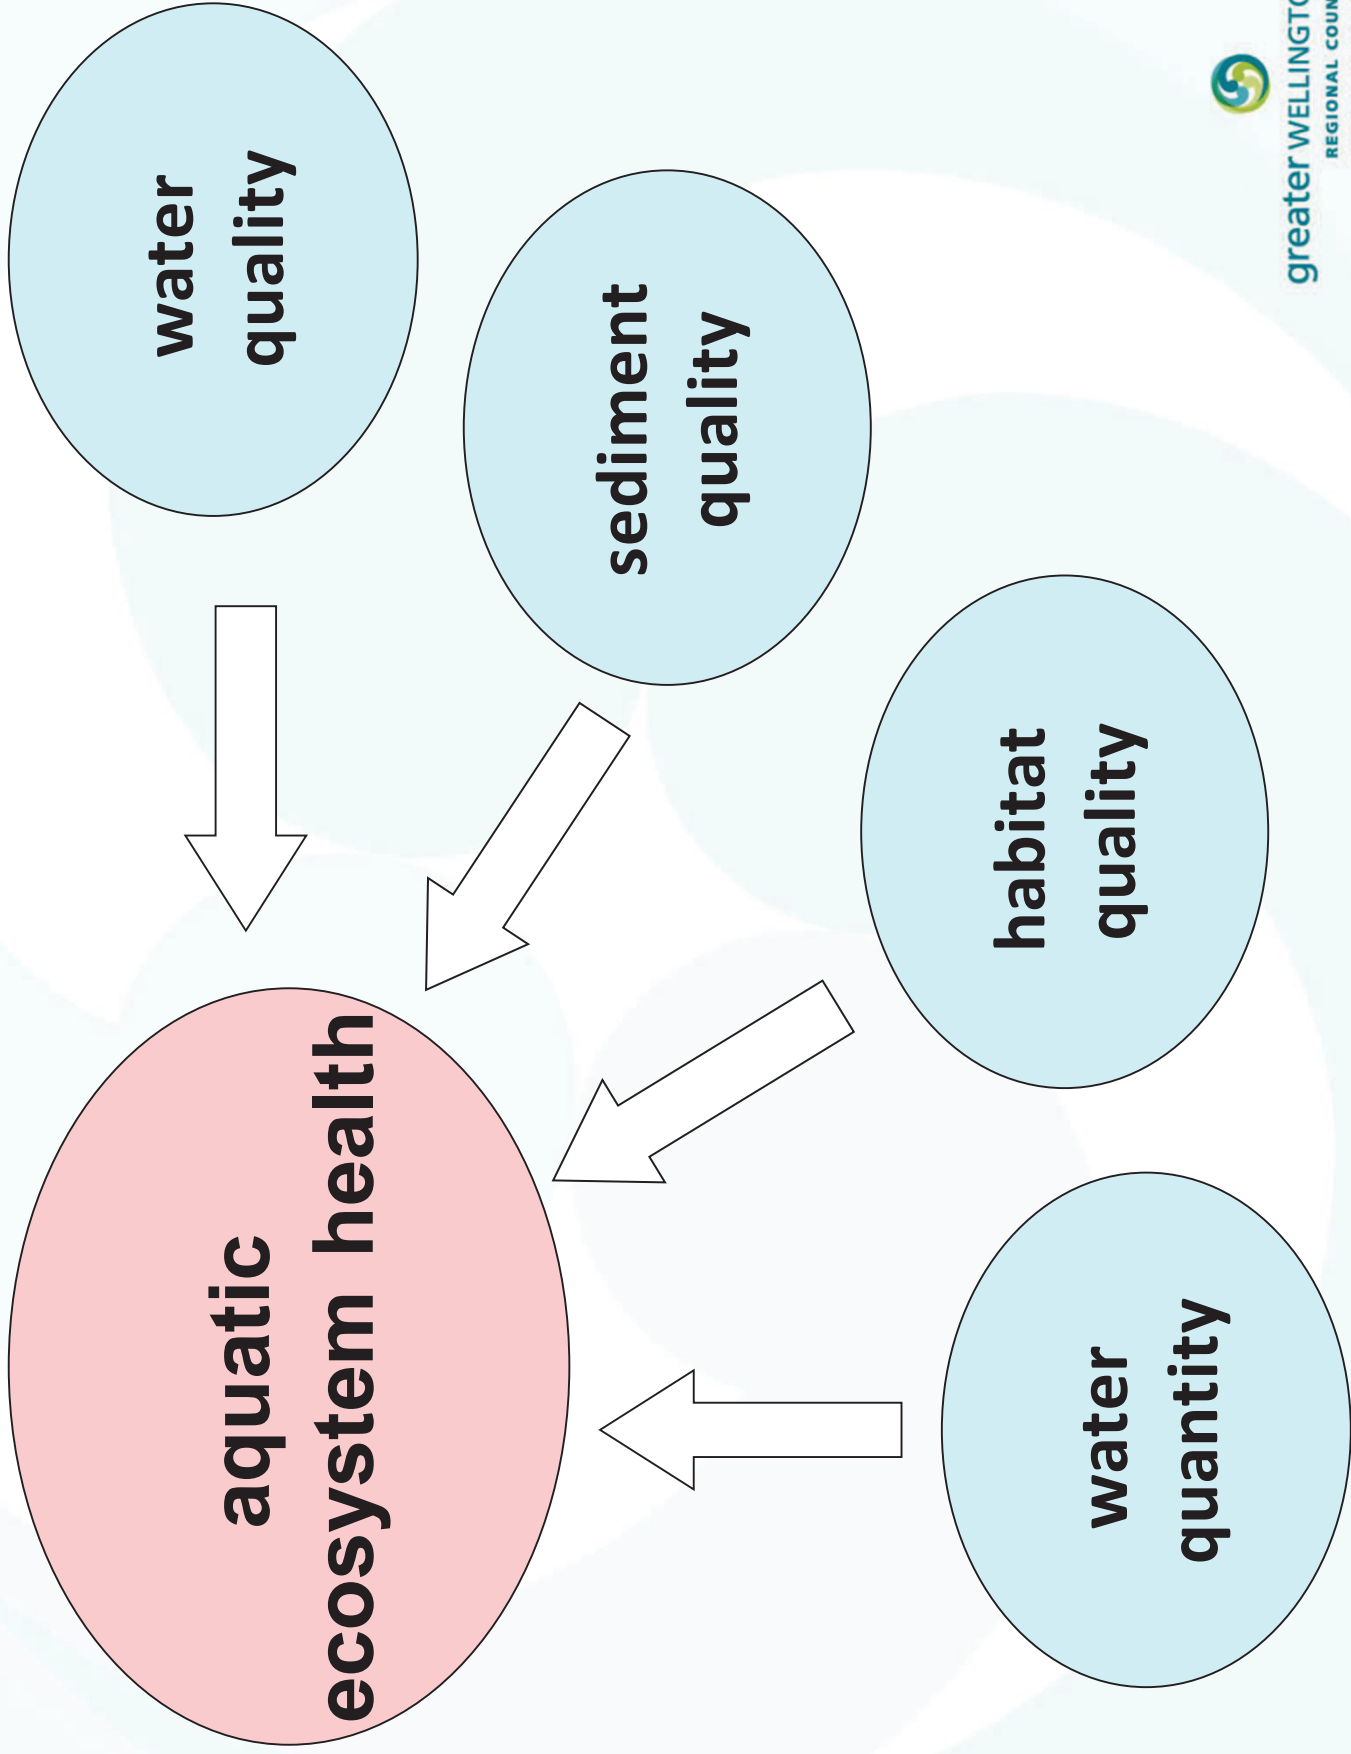 aquatic
ecosystem health
water
quality
sediment
quality
habitat
quality
water
quantity
greater WELLINGTO
REGIONAL COUN